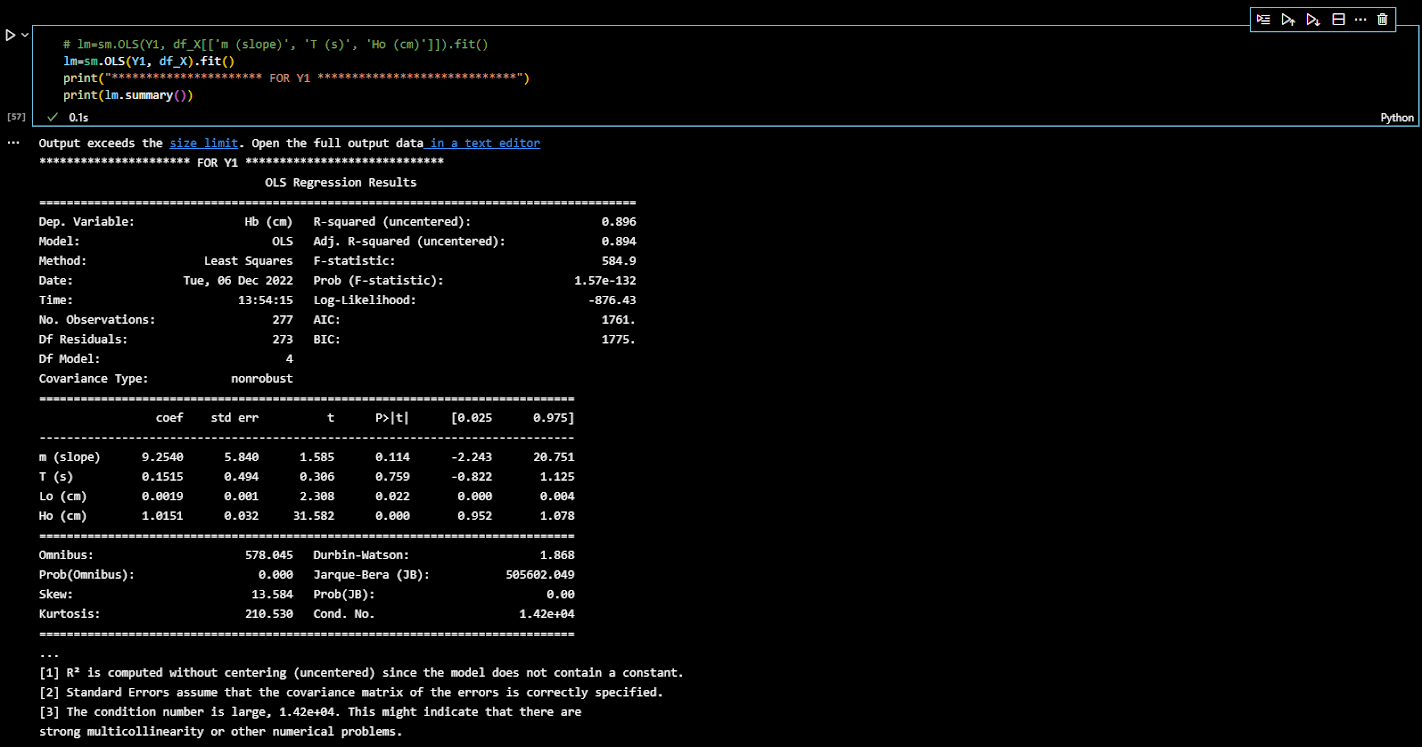 # lm=sm.OLS(Y1, df_X[['m (slope)', 'T (s)', 'Ho (cm)']]).fit()
lm=sm.OLS(Y1, df_X).fit()
print("********************** FOR Y1 *****************************")
print(lm.summary())
[57] 0.1s Python
... Output exceeds the size limit. Open the full output data in a text editor
********************** FOR Y1 *****************************
OLS Regression Results
=======================================================================================
Dep. Variable: Hb (cm) R-squared (uncentered): 0.896
Model: OLS Adj. R-squared (uncentered): 0.894
Method: Least Squares F-statistic: 584.9
Date: Tue, 06 Dec 2022 Prob (F-statistic): 1.57e-132
Time: 13:54:15 Log-Likelihood: -876.43
No. Observations: 277 AIC: 1761.
Df Residuals: 273 BIC: 1775.
Df Model: 4
Covariance Type: nonrobust
==============================================================================
coef std err t P>|t| [0.025 0.975]
------------------------------------------------------------------------------
m (slope) 9.2540 5.840 1.585 0.114 -2.243 20.751
T (s) 0.1515 0.494 0.306 0.759 -0.822 1.125
Lo (cm) 0.0019 0.001 2.308 0.022 0.000 0.004
Ho (cm) 1.0151 0.032 31.582 0.000 0.952 1.078
==============================================================================
Omnibus: 578.045 Durbin-Watson: 1.868
Prob(Omnibus): 0.000 Jarque-Bera (JB): 505602.049
Skew: 13.584 Prob(JB): 0.00
Kurtosis: 210.530 Cond. No. 1.42e+04
==============================================================================
...
[1] R² is computed without centering (uncentered) since the model does not contain a constant.
[2] Standard Errors assume that the covariance matrix of the errors is correctly specified.
[3] The condition number is large, 1.42e+04. This might indicate that there are
strong multicollinearity or other numerical problems.